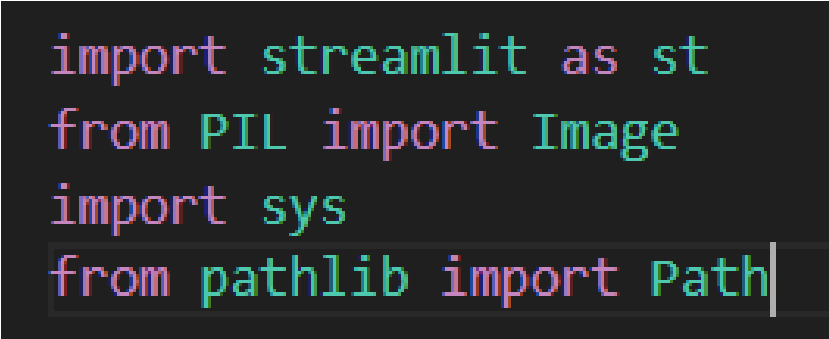 import streamlit as st
from PIL import Image
import sys
from pathlib import Path